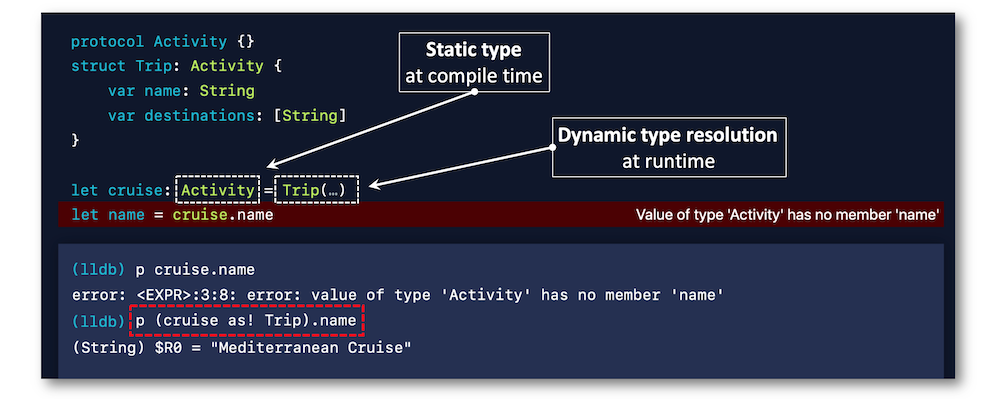 protocol Activity {}
struct Trip: Activity {
var name: String
var destinations: [String]
}
Static type
at compile time
Dynamic type resolution
at runtime
let cruise: Activity = Trip(…)
let name = cruise.name
Value of type 'Activity' has no member 'name'
(lldb) p cruise.name
error: <EXPR>:3:8: error: value of type 'Activity' has no member 'name'
(lldb) p (cruise as! Trip).name
(String) $R0 = "Mediterranean Cruise"